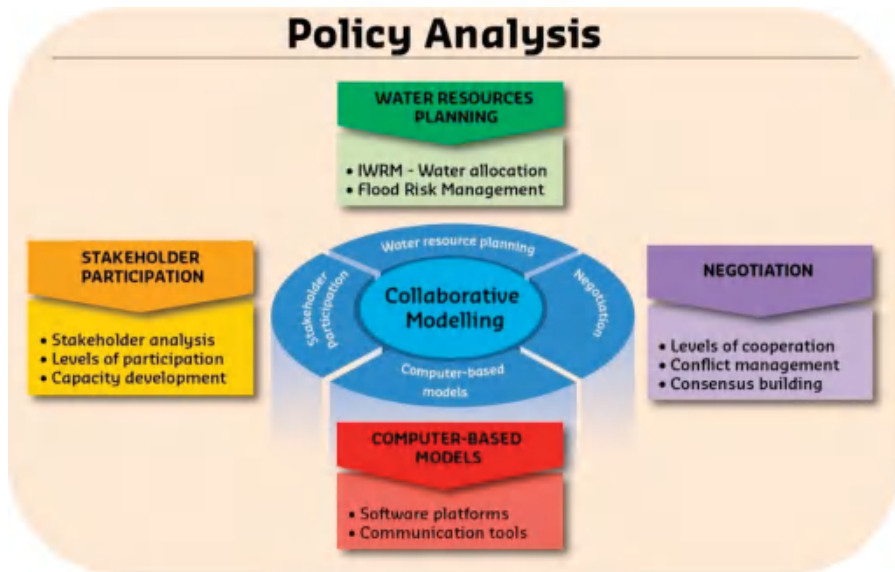 Policy Analysis
WATER RESOURCES
PLANNING
• IWRM - Water allocation
• Flood Risk Management
STAKEHOLDER
PARTICIPATION
• Stakeholder analysis
• Levels of participation
• Capacity development
Water resource planning
Stakeholder
participation
Collaborative
Modelling
Negotiation
Computer-based
models
NEGOTIATION
• Levels of cooperation
• Conflict management
• Consensus building
COMPUTER-BASED
MODELS
• Software platforms
• Communication tools